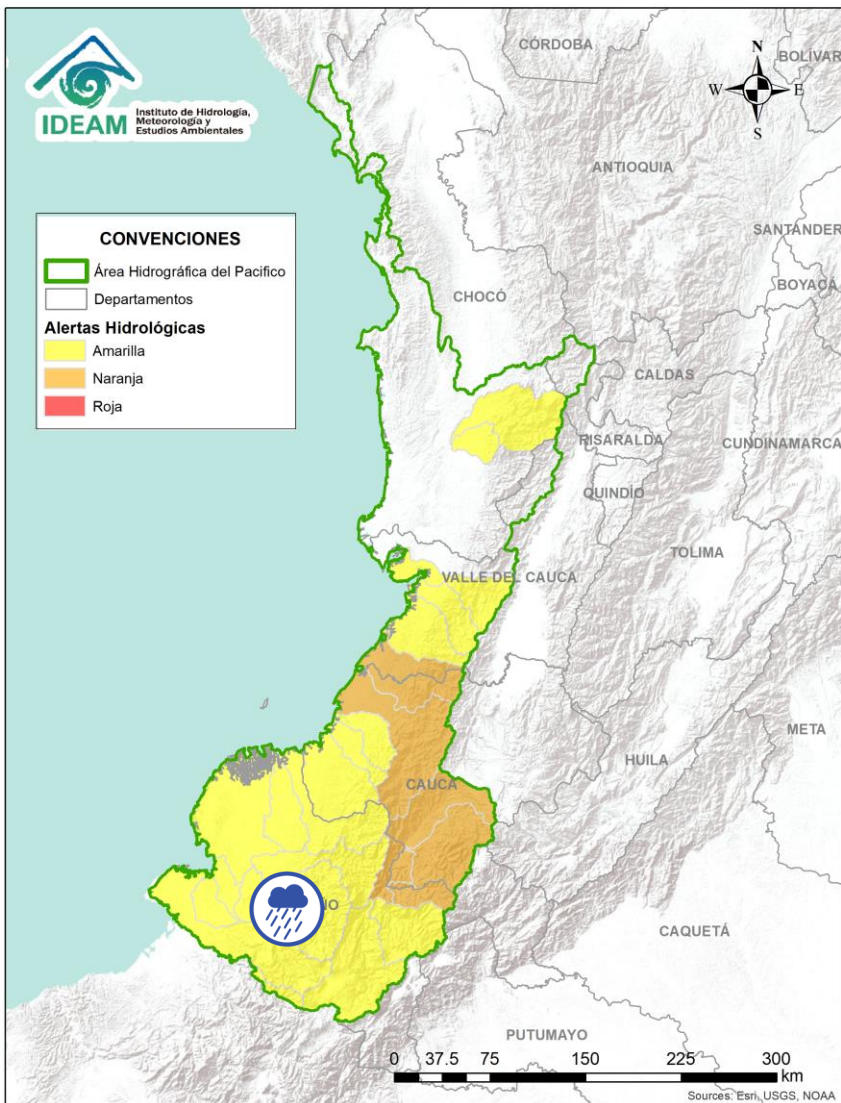 IDEAM
Instituto de Hidrología,
Meteorología y
Estudios Ambientales
CÓRDOBA
BOLÍVAR
N
W
E
S
ANTIOQUIA
SANTANDER
BOYACÁ
CONVENCIONES
Área Hidrográfica del Pacifico
Departamentos
Alertas Hidrológicas
Amarilla
Naranja
Roja
CHOCÓ
CALDAS
RISARALDA
CUNDINAMARCA
QUINDÍO
TOLIMA
VALLE DEL CAUCA
META
HUILA
CAUCA
CAQUETÁ
PUTUMAYO
0 37.5 75 150 225 300
km
Sources: Esri, USGS, NOAA